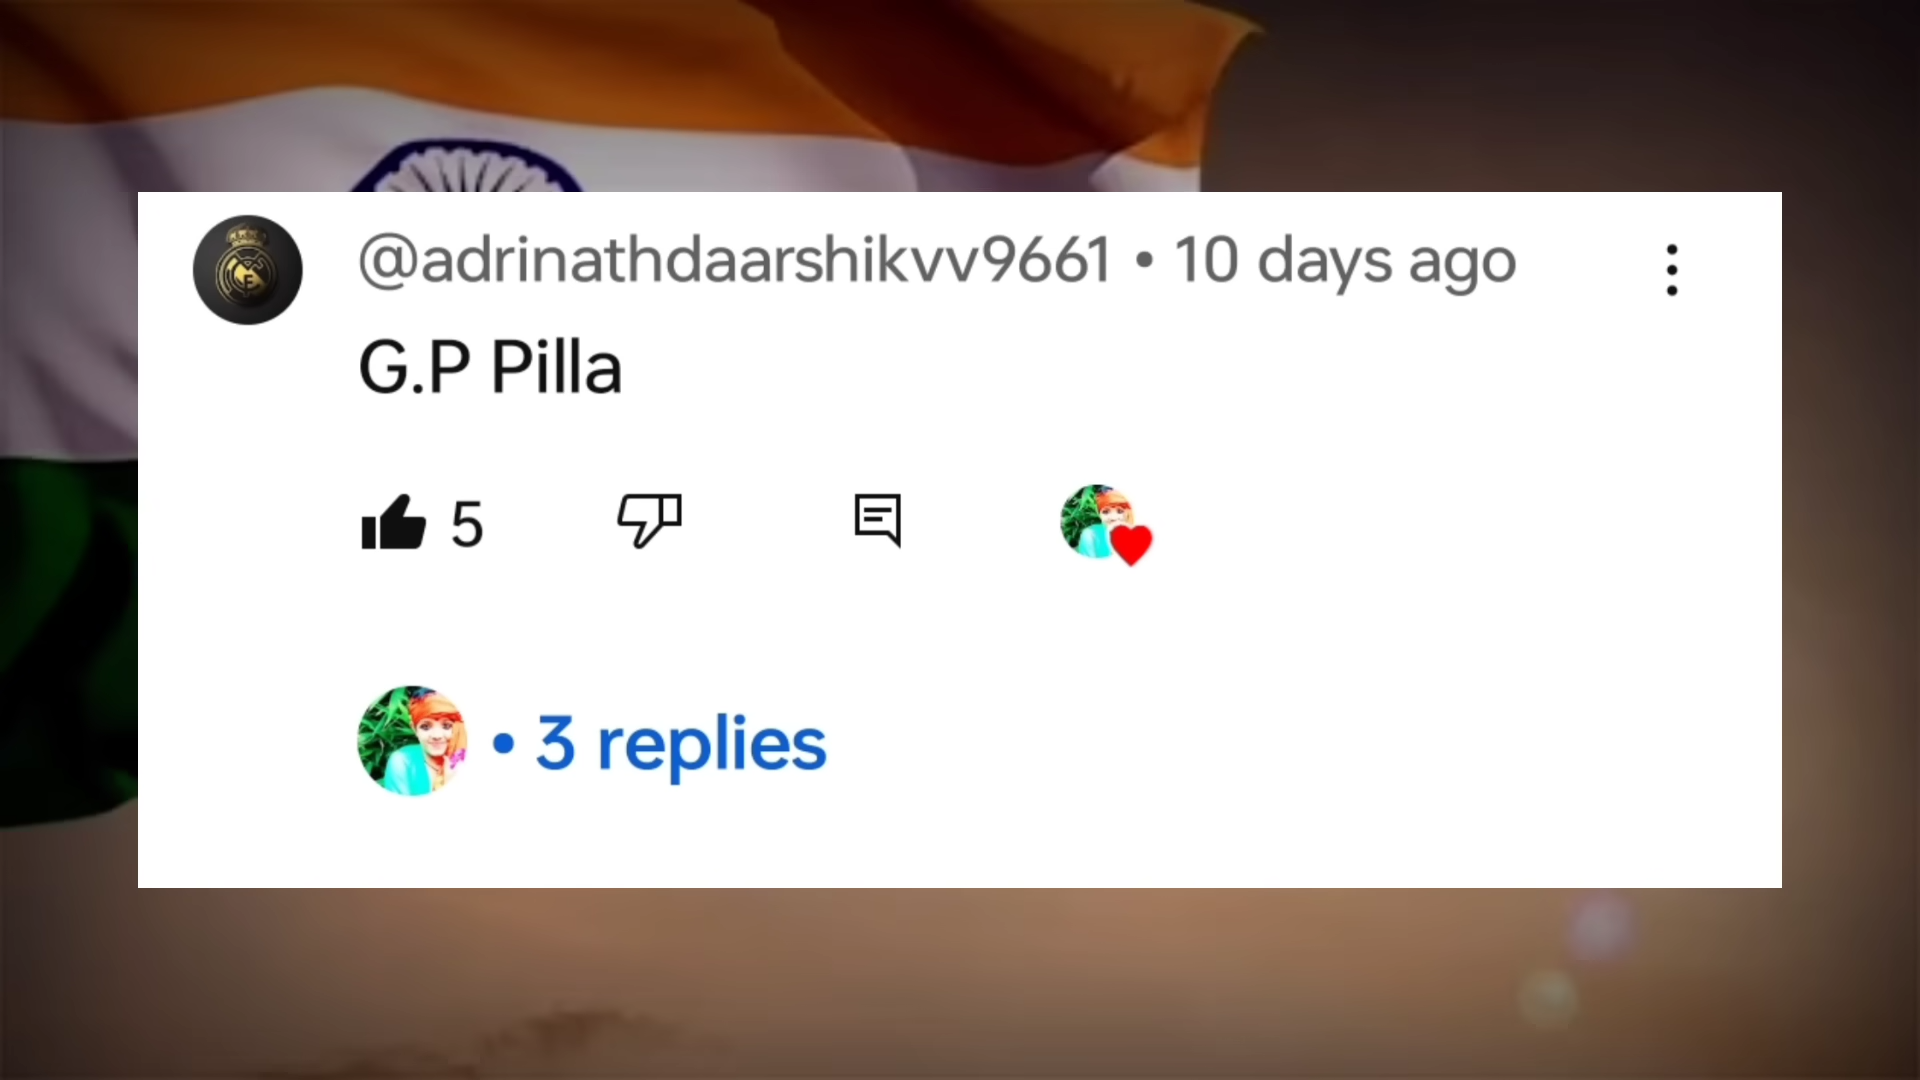 @adrinathdaarshikvv9661 • 10 days ago
G.P Pilla
5
• 3 replies